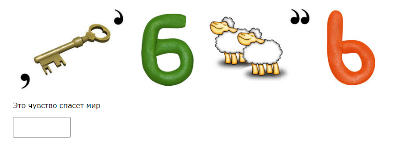 , ’ б ” ь
Это чувство спасет мир